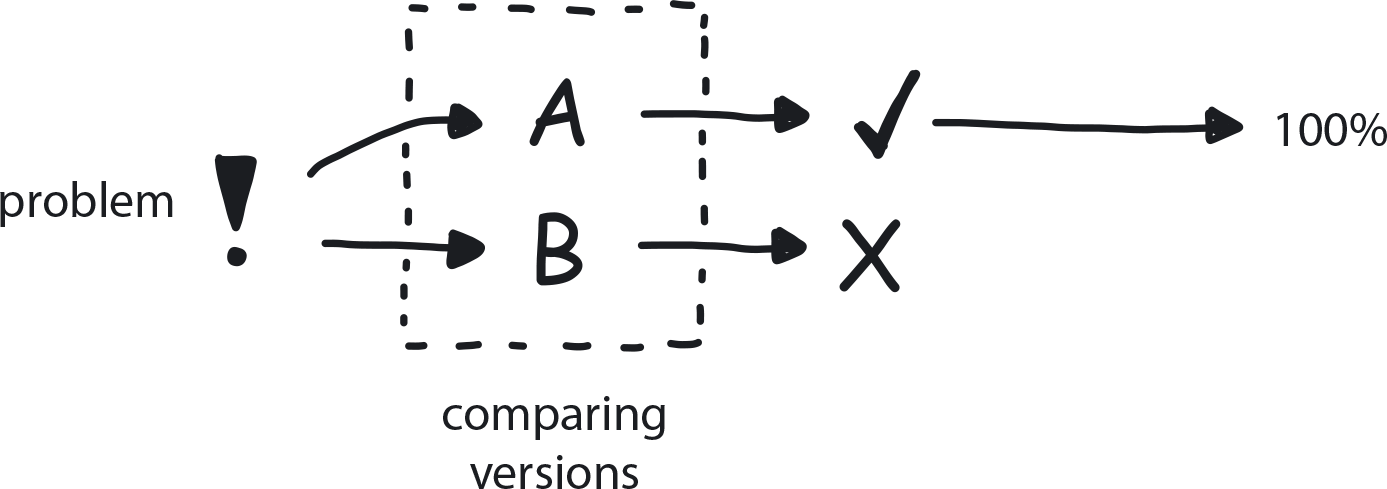 problem
!
A
B
X
100%
comparing
versions